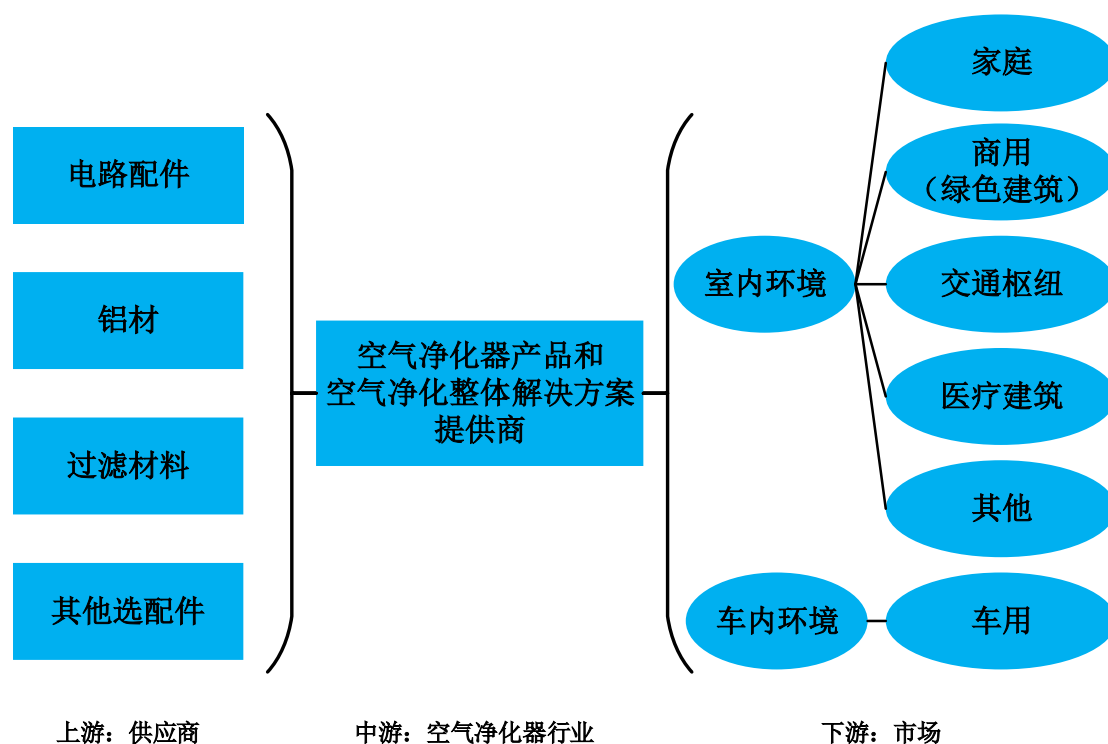 电路配件
铝材
过滤材料
其他选配件
空气净化器产品和
空气净化整体解决方案
提供商
室内环境
车内环境
家庭
商用
（绿色建筑）
交通枢纽
医疗建筑
其他
车用
上游：供应商
中游：空气净化器行业
下游：市场